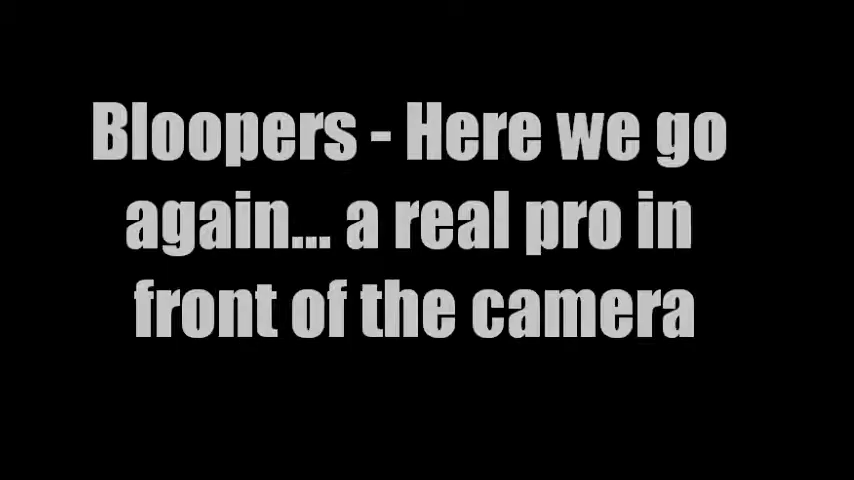 Bloopers - Here we go
again... a real pro in
front of the camera